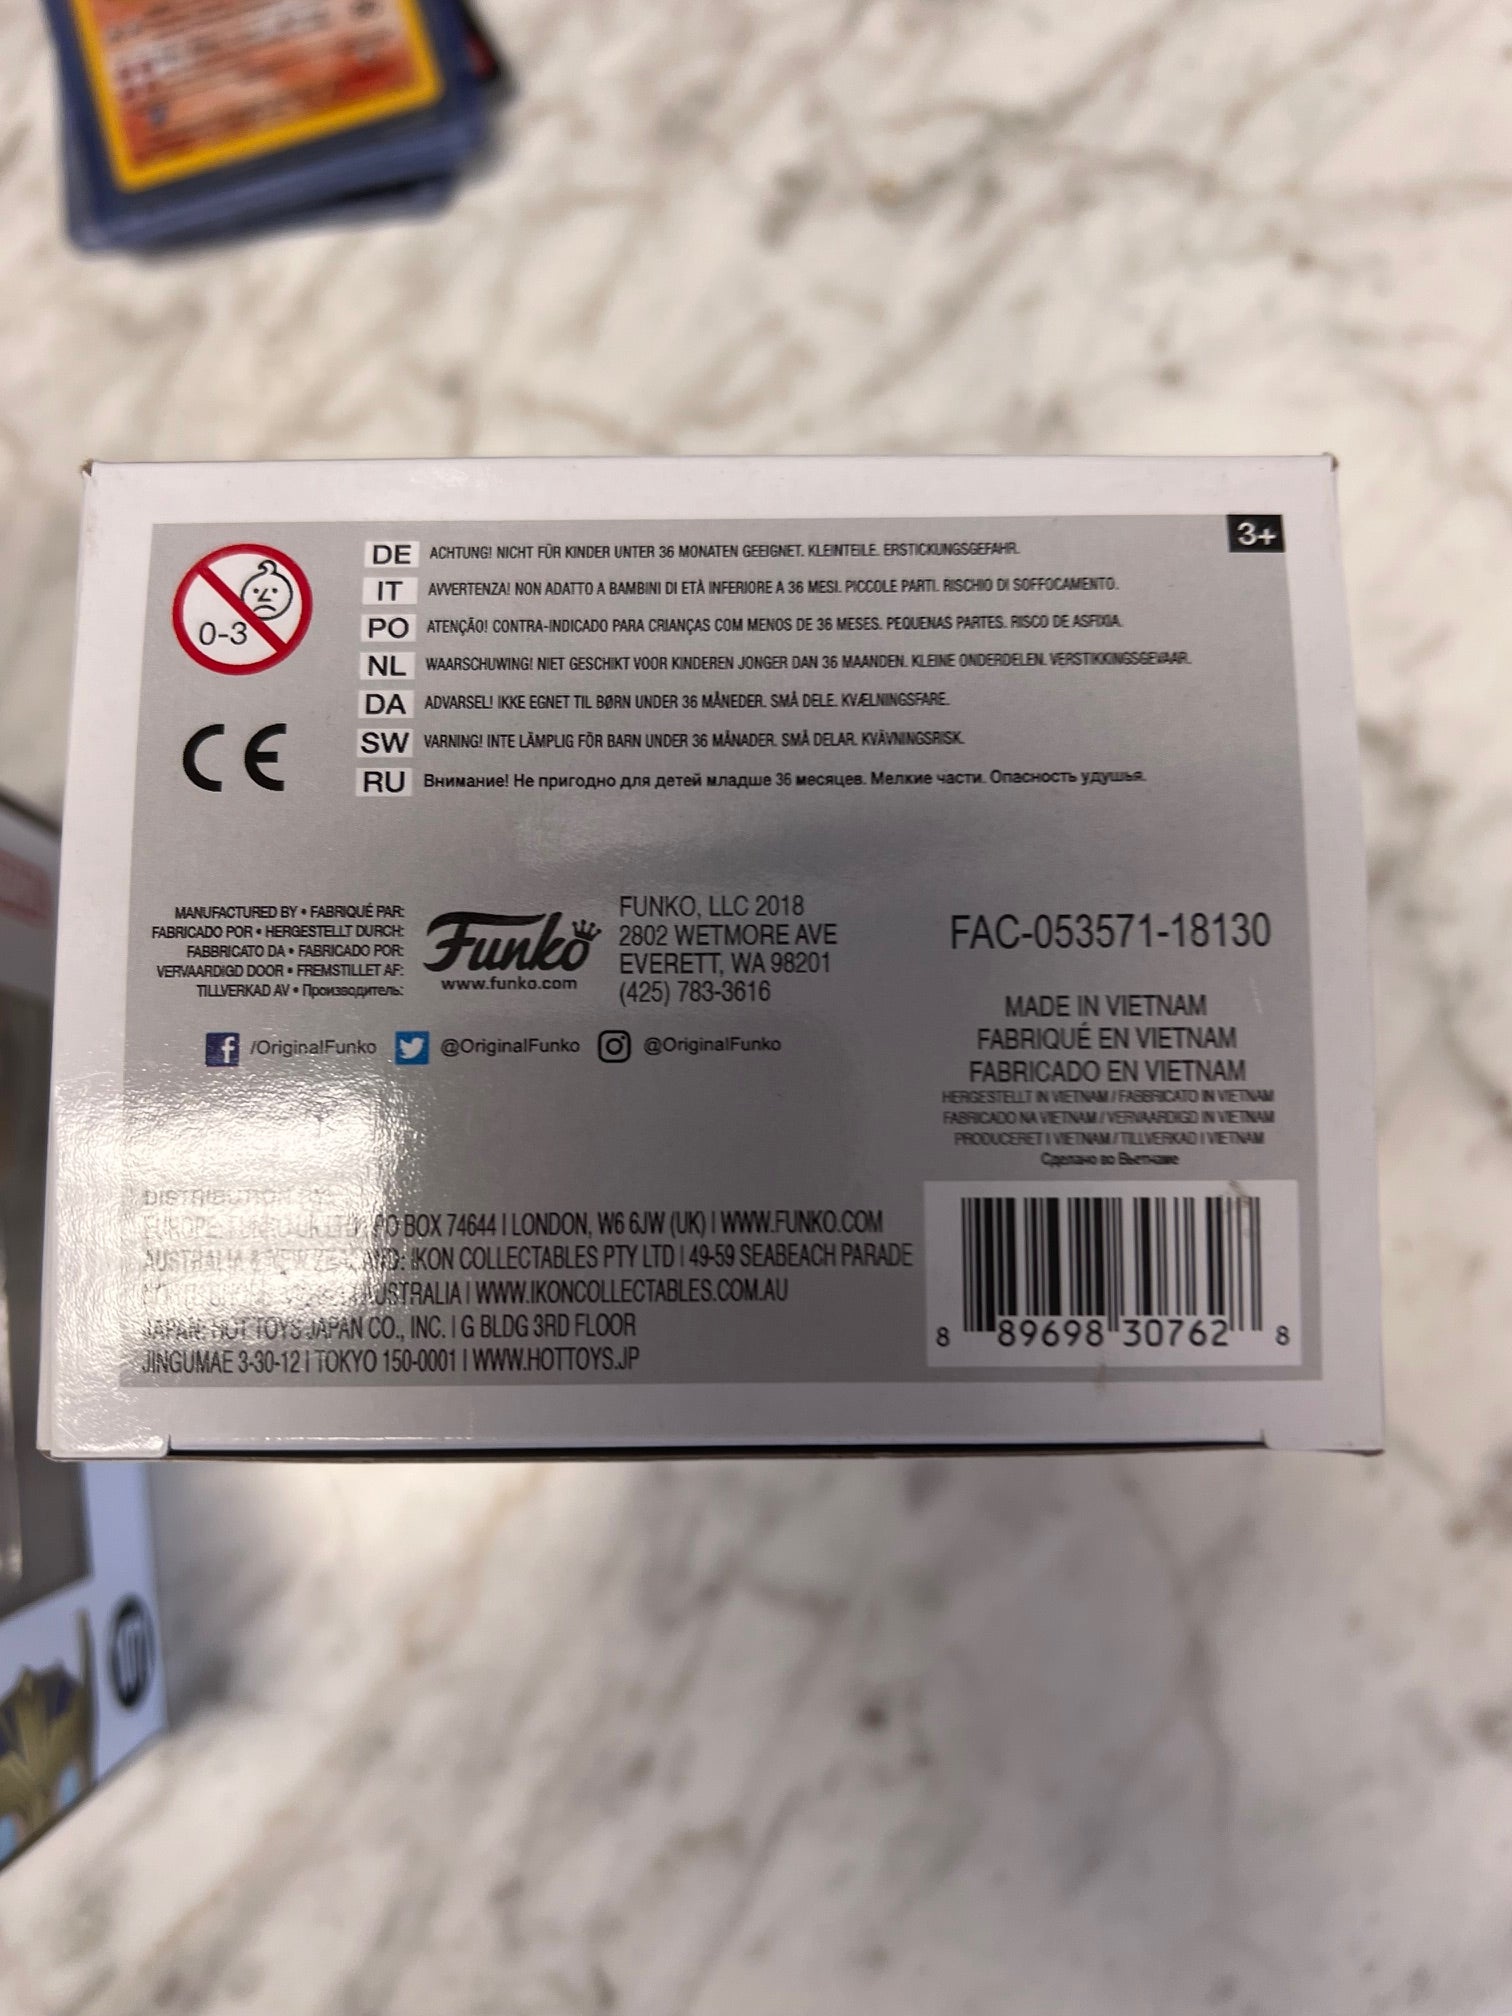 3+
0-3
DE ACHTUNG! NICHT FÜR KINDER UNTER 36 MONATEN GEEIGNET. KLEINTEILE. ERSTICKUNGSGEFAHR.
IT AVVERTENZA! NON ADATTO A BAMBINI DI ETÀ INFERIORE A 36 MESI. PICCOLE PARTI. RISCHIO DI SOFFOCAMENTO.
PO ATENÇÃO! CONTRA-INDICADO PARA CRIANÇAS COM MENOS DE 36 MESES. PEQUENAS PARTES. RISCO DE ASFIXIA.
NL WAARSCHUWING! NIET GESCHIKT VOOR KINDEREN JONGER DAN 36 MAANDEN. KLEINE ONDERDELEN. VERSTIKKINGSGEVAAR.
DA ADVARSEL! IKKE EGNET TIL BØRN UNDER 36 MÅNEDER. SMÅ DELE. KVÆLNINGSFARE.
SW VARNING! INTE LÄMPLIG FÖR BARN UNDER 36 MÅNADER. SMÅ DELAR. KVÄVNINGSRISK.
RU Внимание! Не пригодно для детей младше 36 месяцев. Мелкие части. Опасность удушья.
CE
MANUFACTURED BY • FABRIQUÉ PAR:
FABRICADO POR • HERGESTELLT DURCH:
FABBRICATO DA • FABRICADO POR:
VERVAARDIGD DOOR • FREMSTILLET AF:
TILLVERKAD AV • Производитель:
Funko
www.funko.com
FUNKO, LLC 2018
2802 WETMORE AVE
EVERETT, WA 98201
(425) 783-3616
/OriginalFunko @OriginalFunko @OriginalFunko
FAC-053571-18130
MADE IN VIETNAM
FABRIQUÉ EN VIETNAM
FABRICADO EN VIETNAM
HERGESTELLT IN VIETNAM / FABBRICATO IN VIETNAM
FABRICADO NA VIETNAM / VERVAARDIGD IN VIETNAM
PRODUCERET I VIETNAM / TILLVERKAD I VIETNAM
Сделано во Вьетнаме
EUROPE: PO BOX 74644 | LONDON, W6 6JW (UK) | WWW.FUNKO.COM
AUSTRALIA & NEW ZEALAND: IKON COLLECTABLES PTY LTD | 49-59 SEABEACH PARADE
AUSTRALIA | WWW.IKONCOLLECTABLES.COM.AU
JAPAN: HOT TOYS JAPAN CO., INC. | G BLDG 3RD FLOOR
JINGUMAE 3-30-12 | TOKYO 150-0001 | WWW.HOTTOYS.JP
8 89698 30762 8